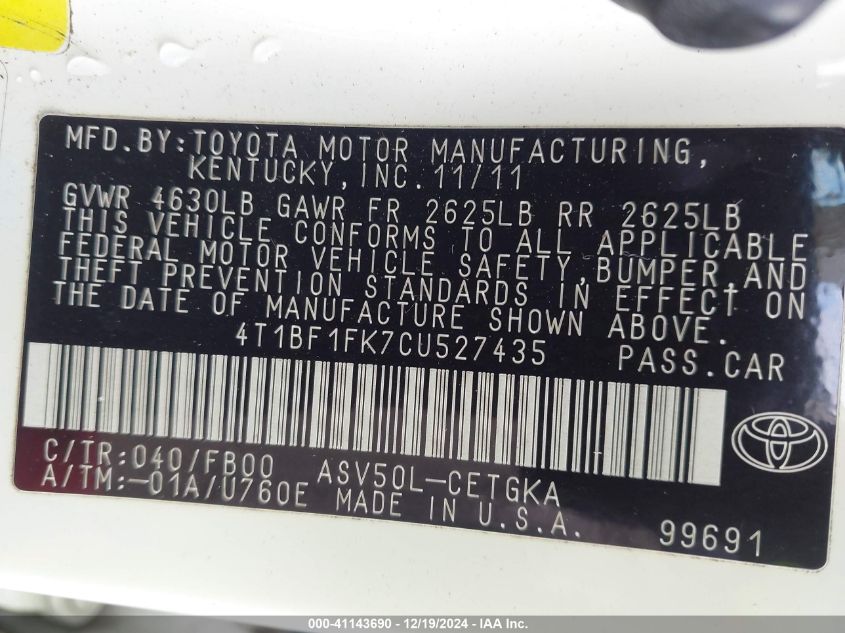 MFD.BY:TOYOTA MOTOR MANUFACTURING,
KENTUCKY,INC.11/11
GVWR 4630LB GAWR FR 2625LB RR 2625LB
THIS VEHICLE CONFORMS TO ALL APPLICABLE
FEDERAL MOTOR VEHICLE SAFETY,BUMPER,AND
THEFT PREVENTION STANDARDS IN EFFECT ON
THE DATE OF MANUFACTURE SHOWN ABOVE.
4T1BF1FK7CU527435 PASS.CAR
C/TR:040/FB00 ASV50L-CETGKA
A/TM:-01A/U760E MADE IN U.S.A.
99691
000-41143690 - 12/19/2024 - IAA Inc.